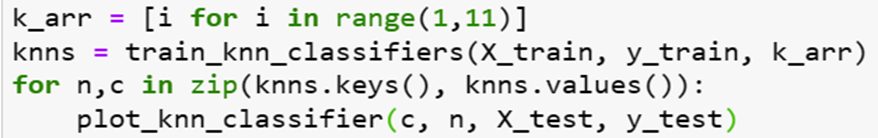 k_arr = [i for i in range(1,11)]
knns = train_knn_classifiers(X_train, y_train, k_arr)
for n,c in zip(knns.keys(), knns.values()):
    plot_knn_classifier(c, n, X_test, y_test)